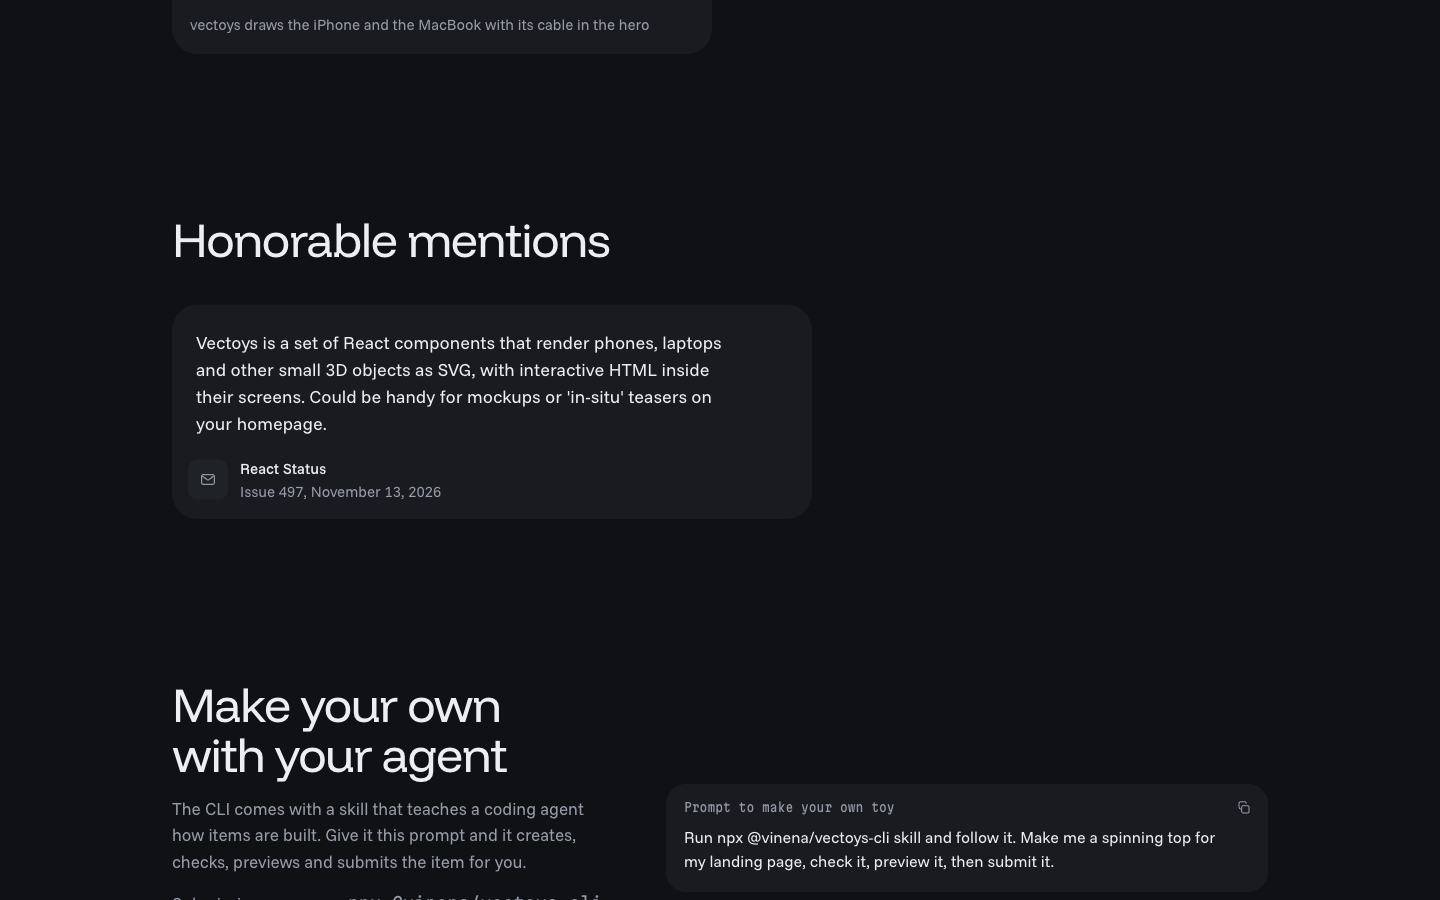 vectoys draws the iPhone and the MacBook with its cable in the hero
Honorable mentions
Vectoys is a set of React components that render phones, laptops
and other small 3D objects as SVG, with interactive HTML inside
their screens. Could be handy for mockups or 'in-situ' teasers on
your homepage.
React Status
Issue 497, November 13, 2026
Make your own
with your agent
The CLI comes with a skill that teaches a coding agent
how items are built. Give it this prompt and it creates,
checks, previews and submits the item for you.
Prompt to make your own toy
Run npx @vinena/vectoys-cli skill and follow it. Make me a spinning top for
my landing page, check it, preview it, then submit it.
npx @vinena/vectoys-cli